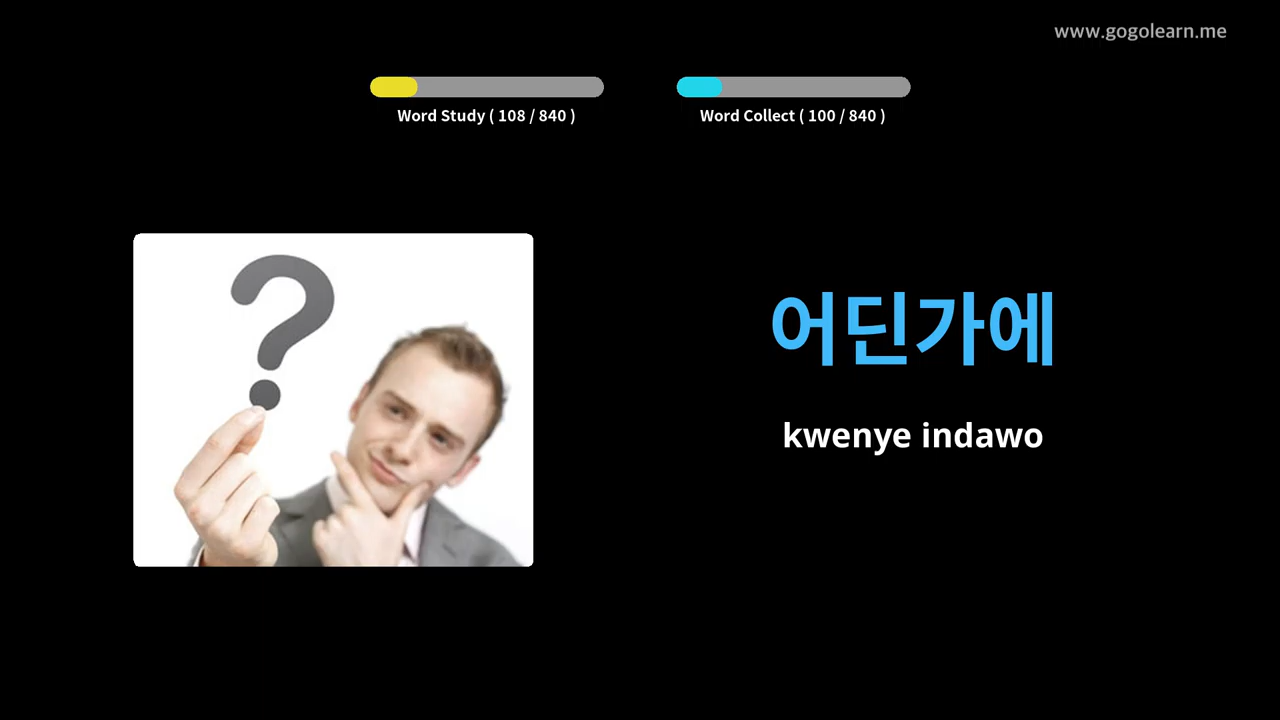 www.gogolearn.me
Word Study ( 108 / 840 )
Word Collect ( 100 / 840 )
어딘가에
kwenye indawo